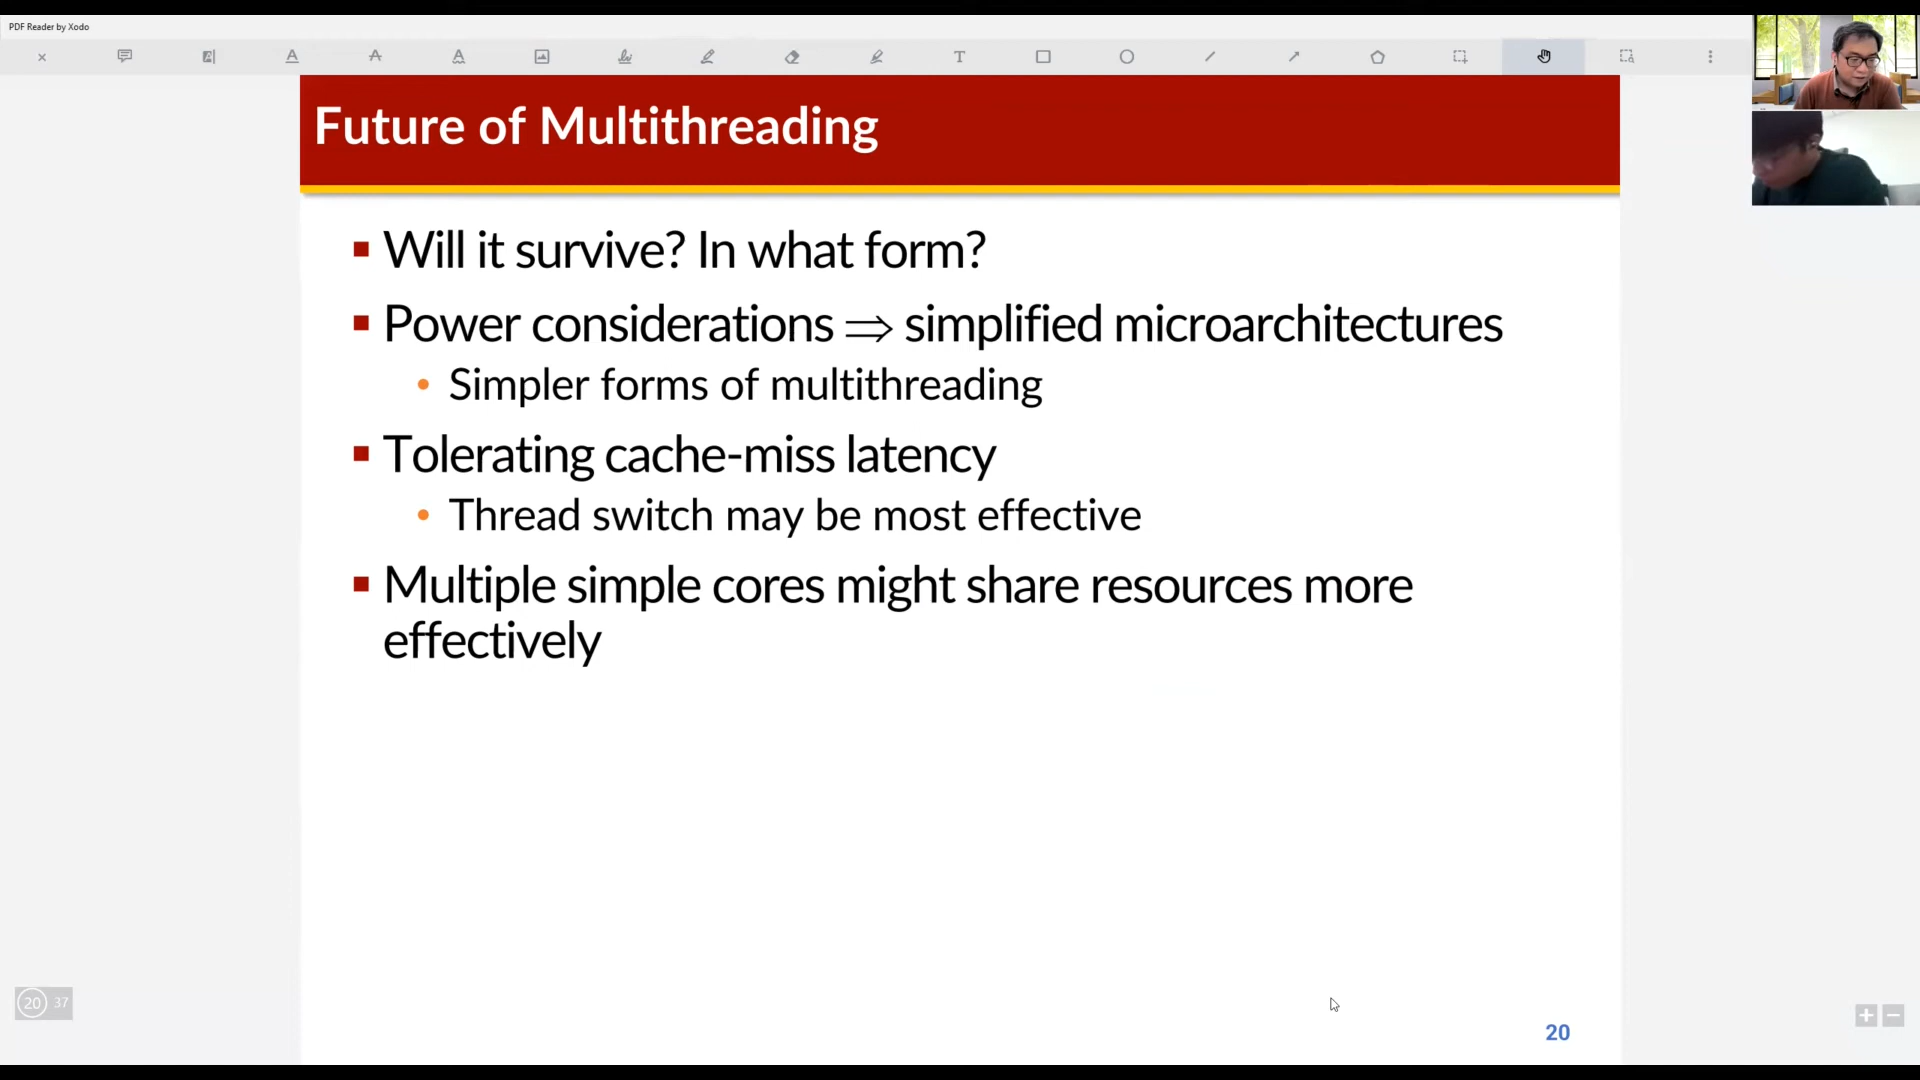 PDF Reader by Xodo
Future of Multithreading
▪ Will it survive? In what form?
▪ Power considerations ⇒ simplified microarchitectures
• Simpler forms of multithreading
▪ Tolerating cache-miss latency
• Thread switch may be most effective
▪ Multiple simple cores might share resources more
effectively
20 37
20